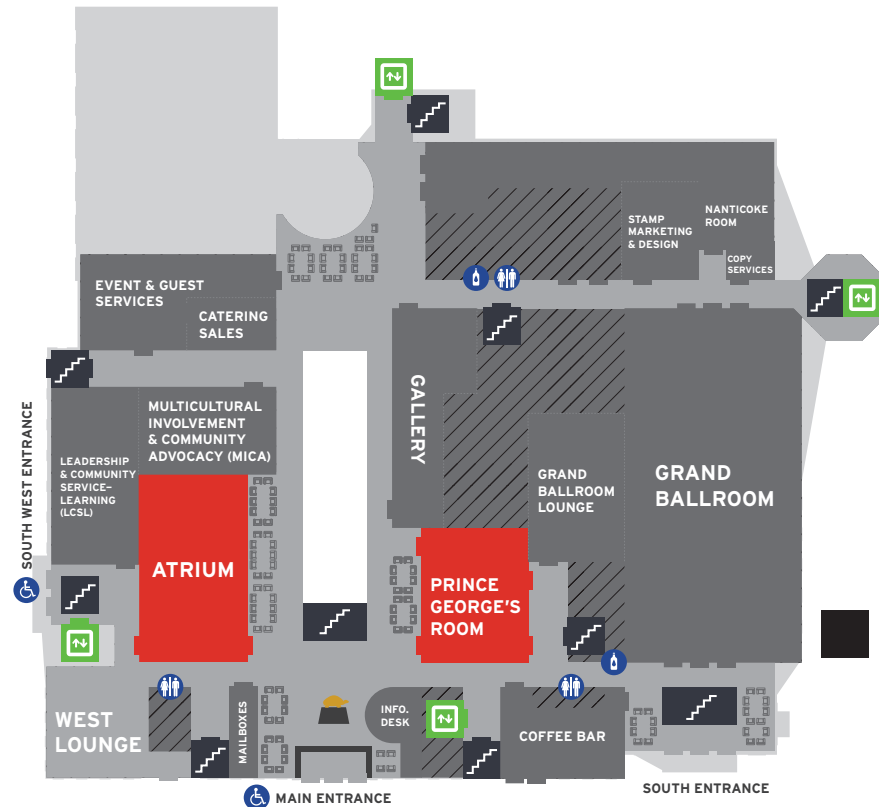 NANTICOKE
ROOM
STAMP
MARKETING
& DESIGN
COPY
SERVICES
EVENT & GUEST
SERVICES
CATERING
SALES
GALLERY
MULTICULTURAL
INVOLVEMENT
& COMMUNITY
ADVOCACY (MICA)
LEADERSHIP
& COMMUNITY
SERVICE–
LEARNING
(LCSL)
SOUTH WEST ENTRANCE
GRAND
BALLROOM
LOUNGE
GRAND
BALLROOM
ATRIUM
PRINCE
GEORGE'S
ROOM
WEST
LOUNGE
MAILBOXES
INFO.
DESK
COFFEE BAR
SOUTH ENTRANCE
MAIN ENTRANCE